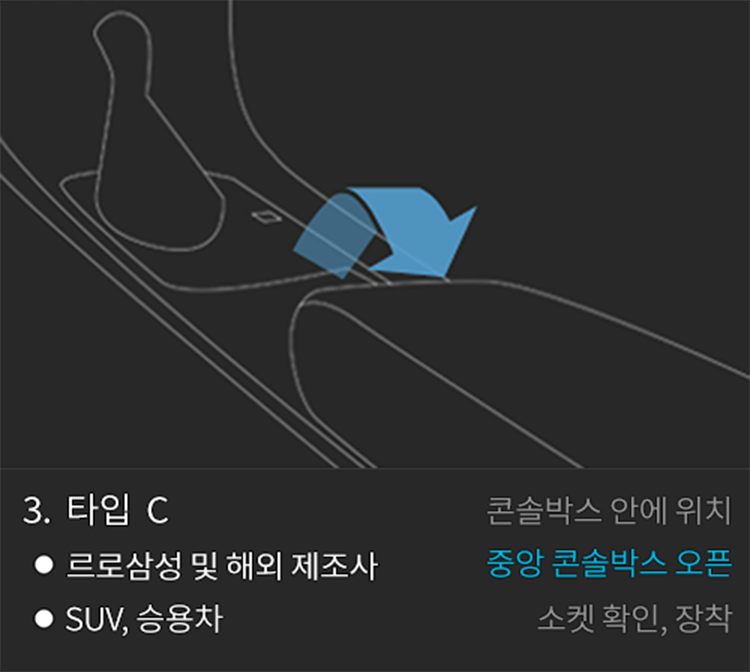 3. 타입 C 콘솔박스 안에 위치
● 르로삼성 및 해외 제조사 중앙 콘솔박스 오픈
● SUV, 승용차 소켓 확인, 장착